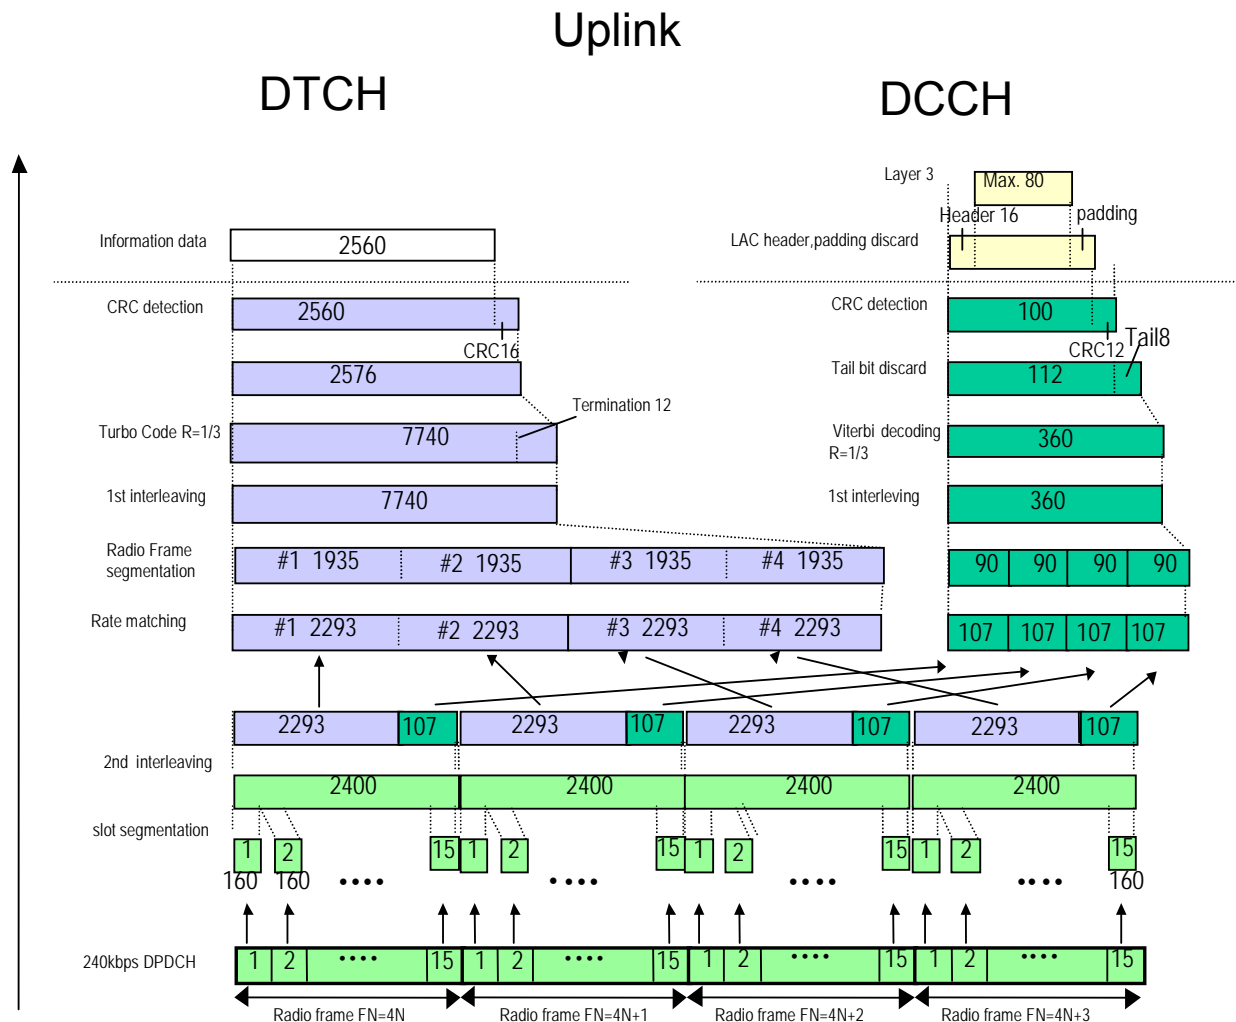 Uplink
DTCH
DCCH
Layer 3
Max. 80
Header 16
padding
Information data
2560
LAC header,padding discard
CRC detection
2560
CRC16
CRC detection
100
CRC12
Tail8
2576
Tail bit discard
112
Termination 12
Turbo Code R=1/3
7740
Viterbi decoding
R=1/3
360
1st interleaving
7740
1st interleving
360
Radio Frame
segmentation
#1 1935
#2 1935
#3 1935
#4 1935
90
90
90
90
Rate matching
#1 2293
#2 2293
#3 2293
#4 2293
107
107
107
107
2293
107
2293
107
2293
107
2293
107
2nd interleaving
2400
2400
2400
2400
slot segmentation
1
2
15
1
2
15
1
2
15
1
2
15
160
160
••••
••••
••••
••••
160
240kbps DPDCH
1
2
••••
15
1
2
••••
15
1
2
••••
15
1
2
••••
15
Radio frame FN=4N
Radio frame FN=4N+1
Radio frame FN=4N+2
Radio frame FN=4N+3